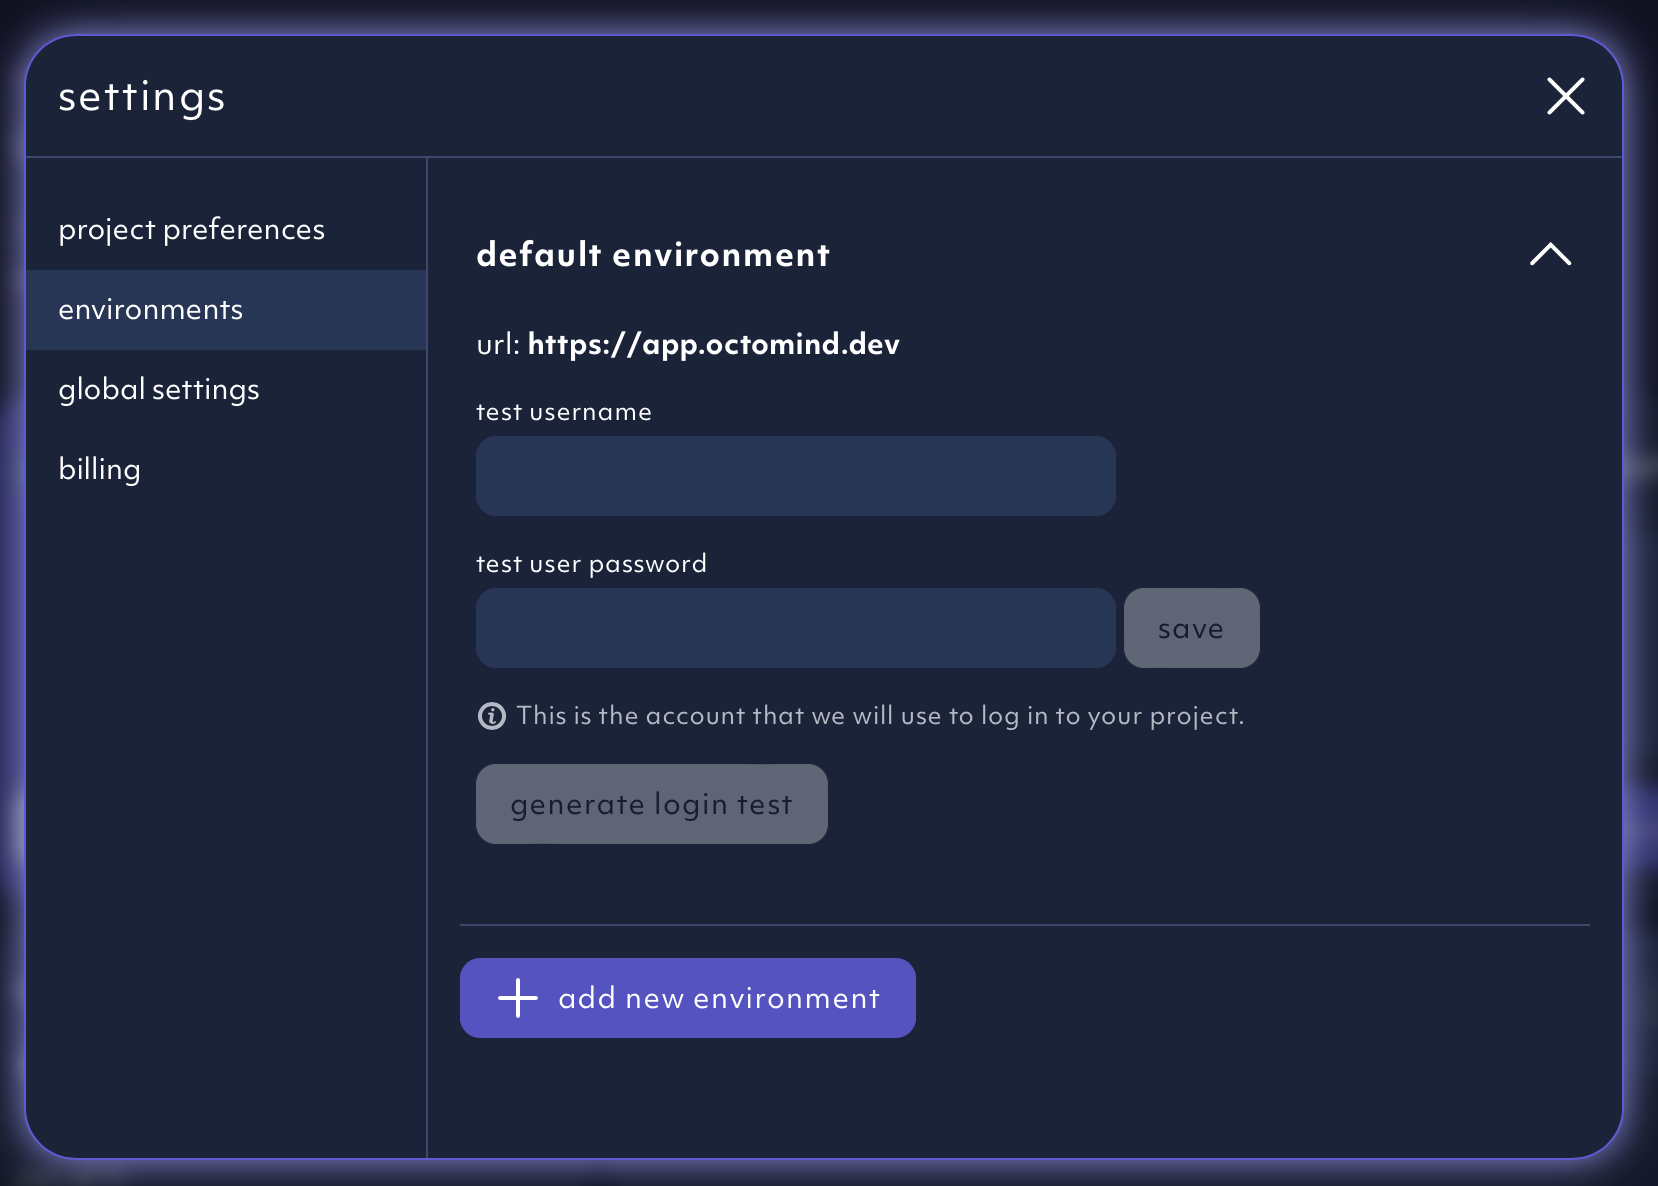 settings
project preferences
environments
global settings
billing
default environment
url: https://app.octomind.dev
test username
test user password
save
This is the account that we will use to log in to your project.
generate login test
add new environment